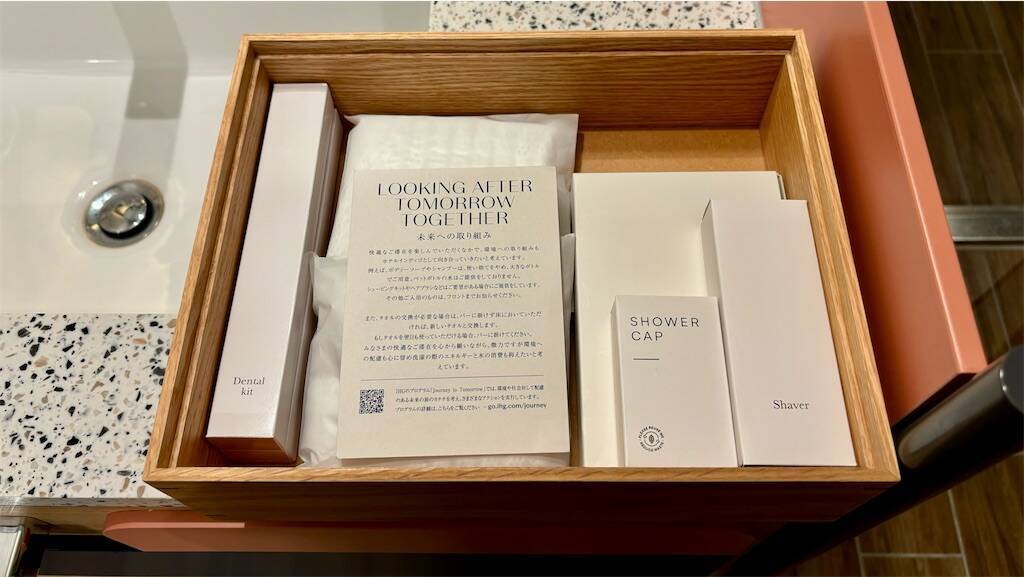 Dental
kit
LOOKING AFTER
TOMORROW
TOGETHER
未来への取り組み
快適なご滞在を楽しんでいただくなかで、環境への取り組みも
ホテルインディゴとして向き合っていきたいと考えています。
例えば、ボディーソープやシャンプーは、使い捨てをやめ、大きなボトル
でご用意。ペットボトルの水はご提供をしておりません。
シェービングキットやヘアブラシなどはご要望がある場合にご提供をしています。
その他ご入用のものは、フロントまでお知らせください。
また、タオルの交換が必要な場合は、バーに掛けず床においていただ
ければ、新しいタオルと交換します。
もしタオルを翌日も使っていただける場合、バーに掛けてください。
みなさまの快適なご滞在を心から願いながら、微力ですが環境へ
の配慮も心に留め洗濯の際のエネルギーと水の消費も抑えたいと考
えています。
IHGのプログラム「Journey to Tomorrow」では、環境や社会に対して配慮
のある未来の旅のカタチを考え、さまざまなアクションを実行しています。
プログラムの詳細は、こちらをご覧ください - go.ihg.com/journey
SHOWER
CAP
PLEASE REUSE ME
REDUCE WASTE
Shaver